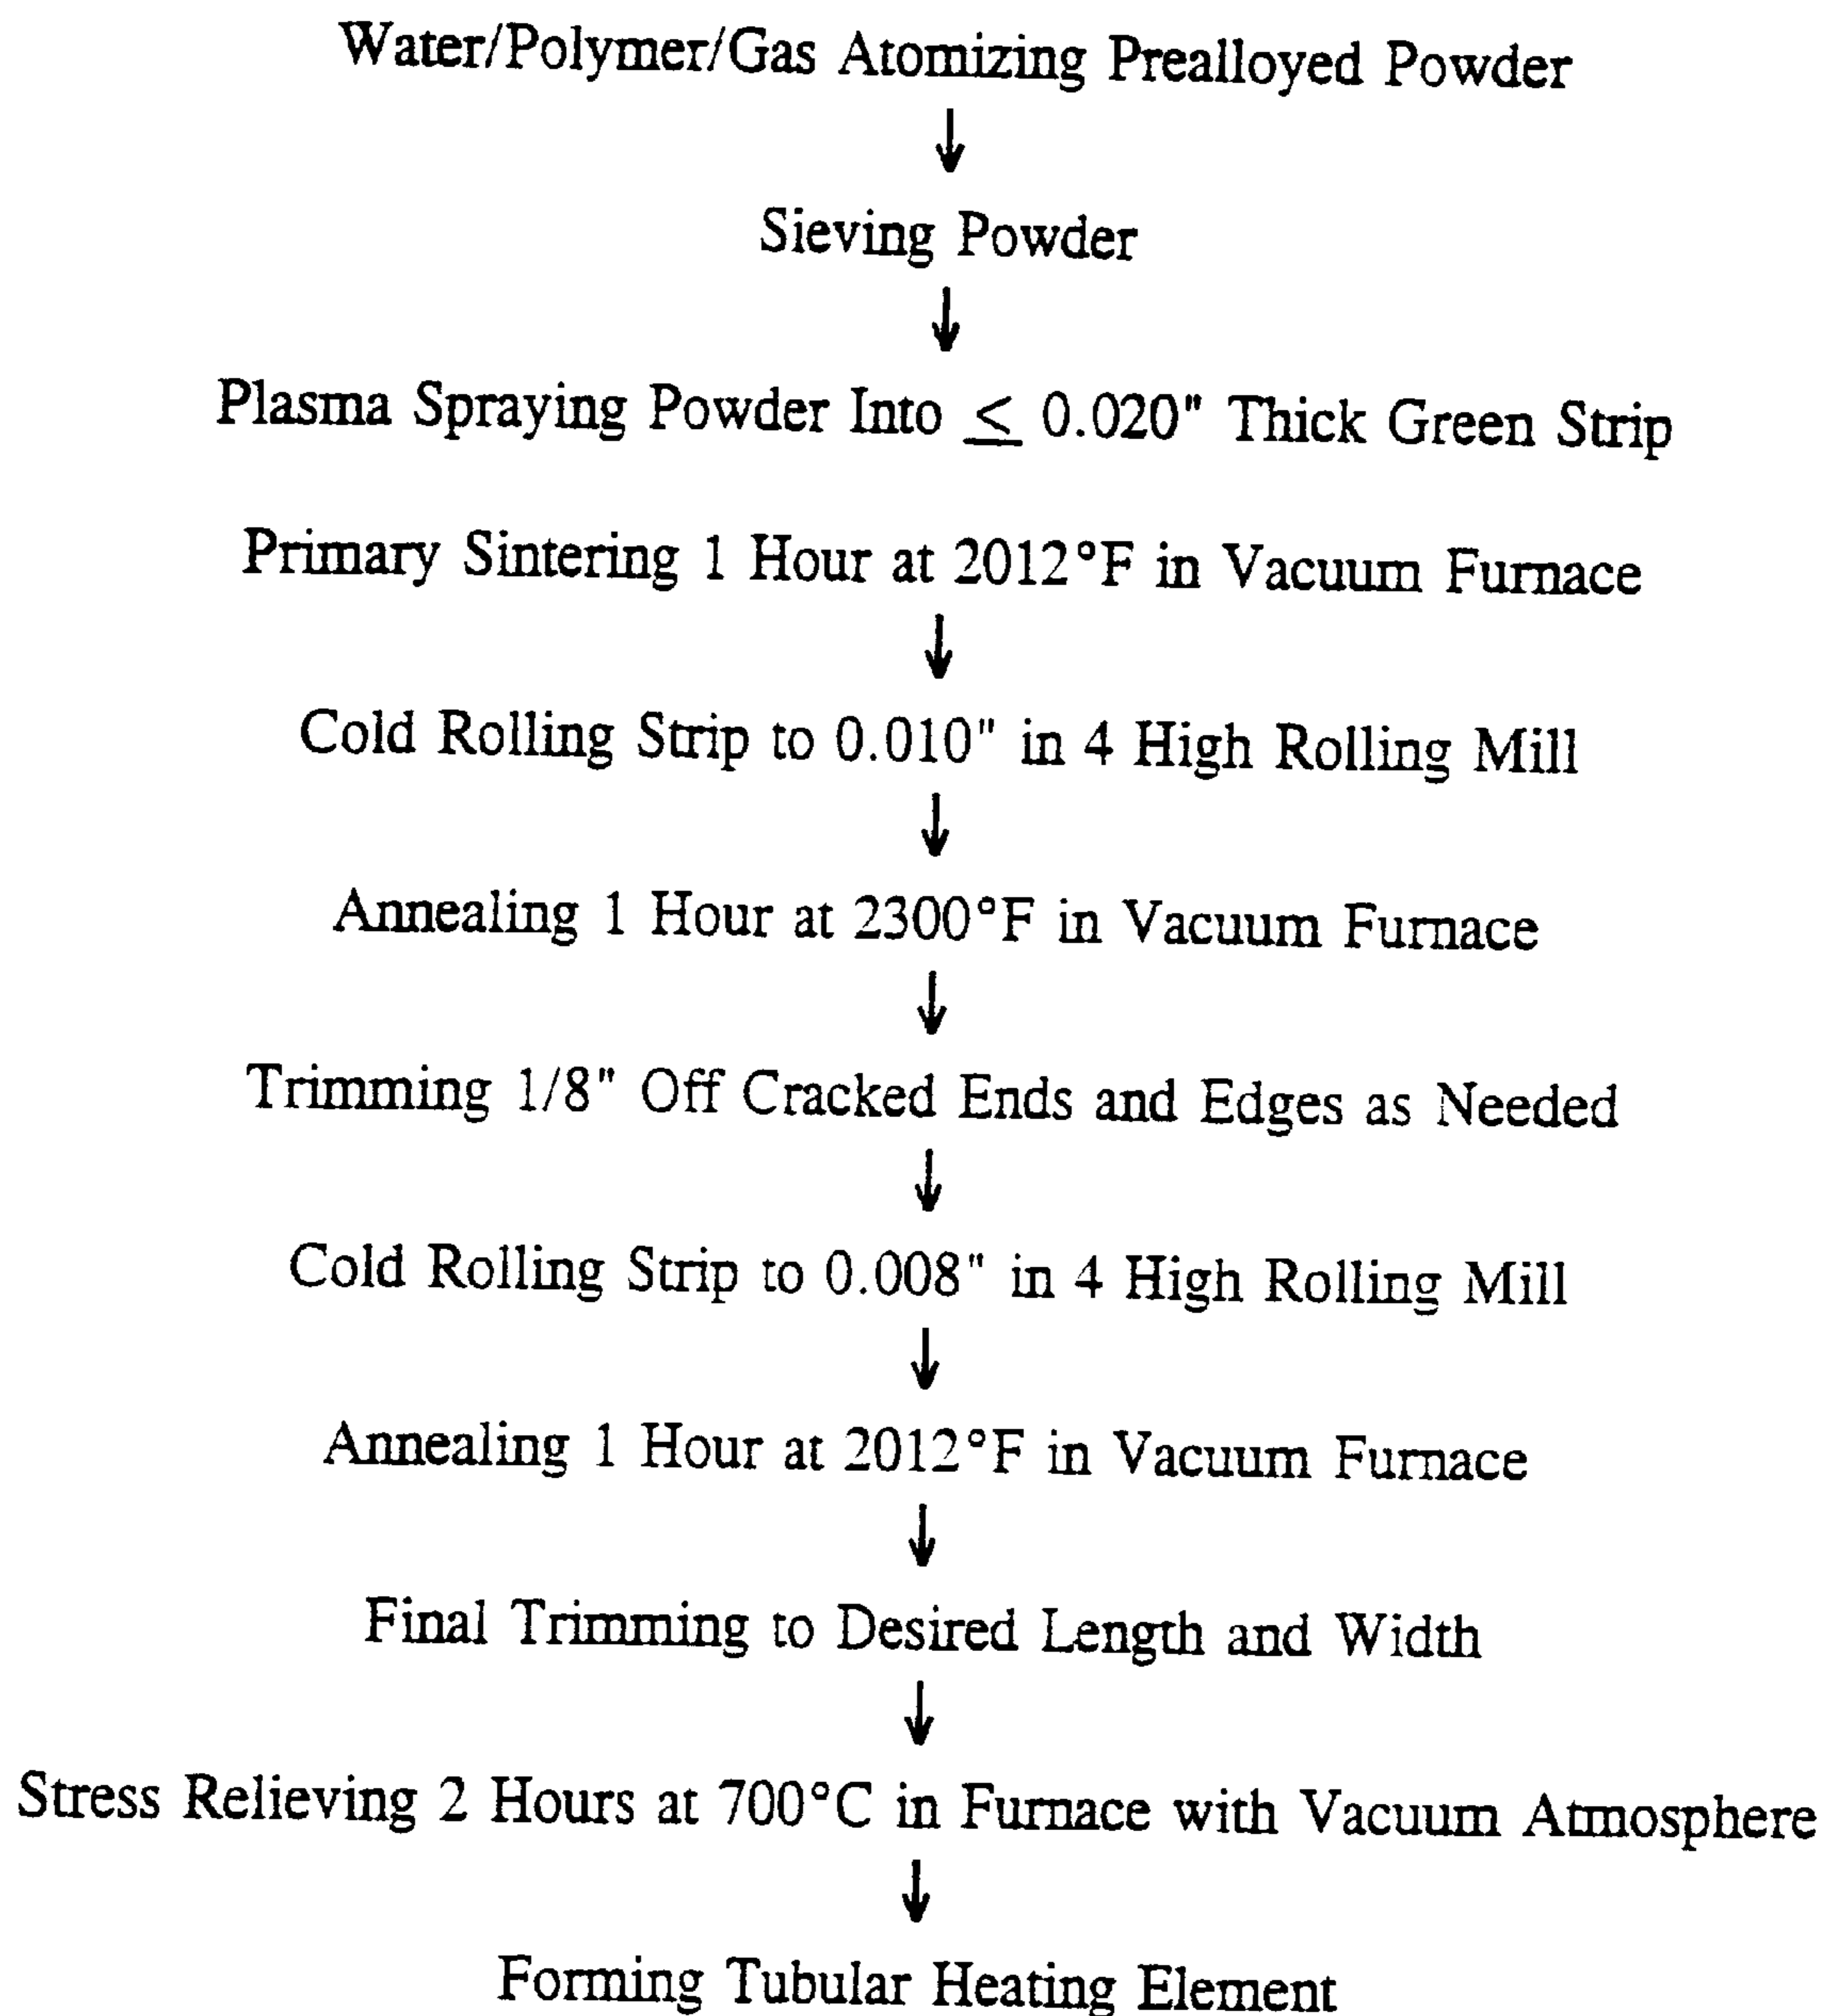 Water/Polymer/Gas Atomizing Prealloyed Powder
Sieving Powder
Plasma Spraying Powder Into ≤ 0.020" Thick Green Strip
Primary Sintering 1 Hour at 2012°F in Vacuum Furnace
Cold Rolling Strip to 0.010" in 4 High Rolling Mill
Annealing 1 Hour at 2300°F in Vacuum Furnace
Trimming 1/8" Off Cracked Ends and Edges as Needed
Cold Rolling Strip to 0.008" in 4 High Rolling Mill
Annealing 1 Hour at 2012°F in Vacuum Furnace
Final Trimming to Desired Length and Width
Stress Relieving 2 Hours at 700°C in Furnace with Vacuum Atmosphere
Forming Tubular Heating Element